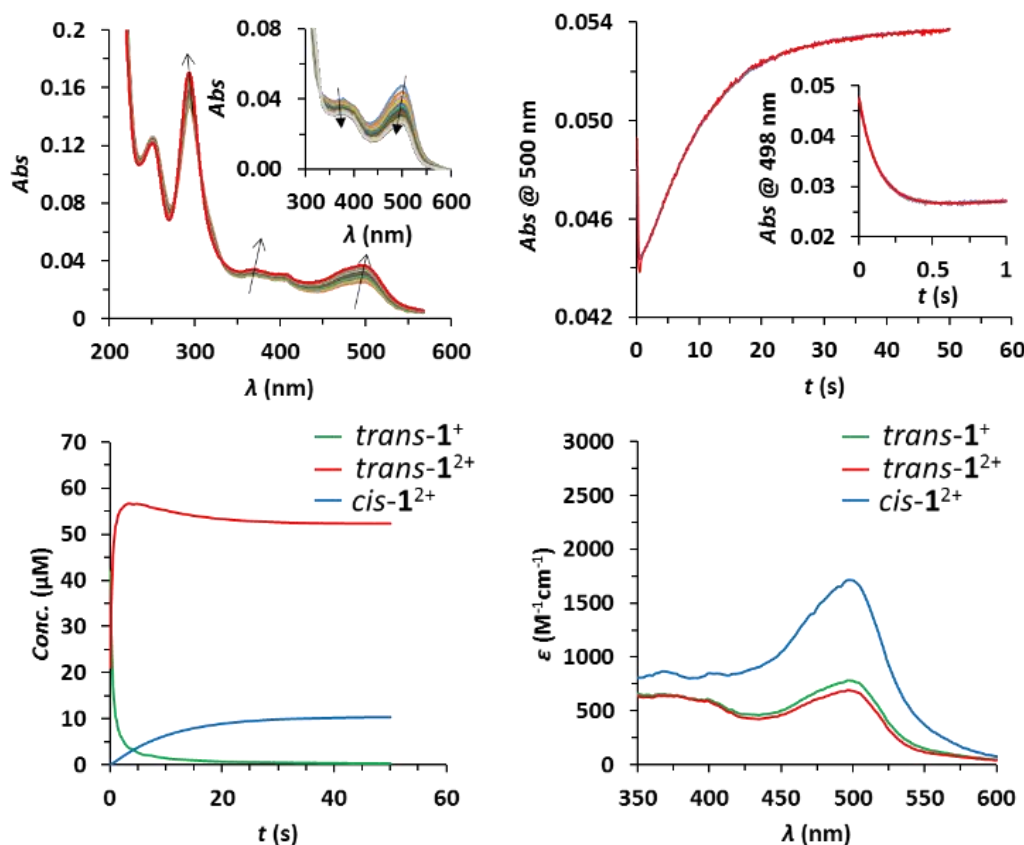 0.2
0.16
0.12
0.08
0.04
0
200 300 400 500 600
Abs
λ (nm)
0.08
0.04
0.00
300 400 500 600
Abs
λ (nm)
0.054
0.050
0.046
0.042
0 10 20 30 40 50 60
Abs @ 500 nm
t (s)
0.05
0.04
0.03
0.02
0 0.5 1
Abs @ 498 nm
t (s)
trans-1⁺
trans-1²⁺
cis-1²⁺
70
60
50
40
30
20
10
0
0 20 40 60
Conc. (μM)
t (s)
trans-1⁺
trans-1²⁺
cis-1²⁺
3000
2500
2000
1500
1000
500
0
350 400 450 500 550 600
ε (M⁻¹cm⁻¹)
λ (nm)